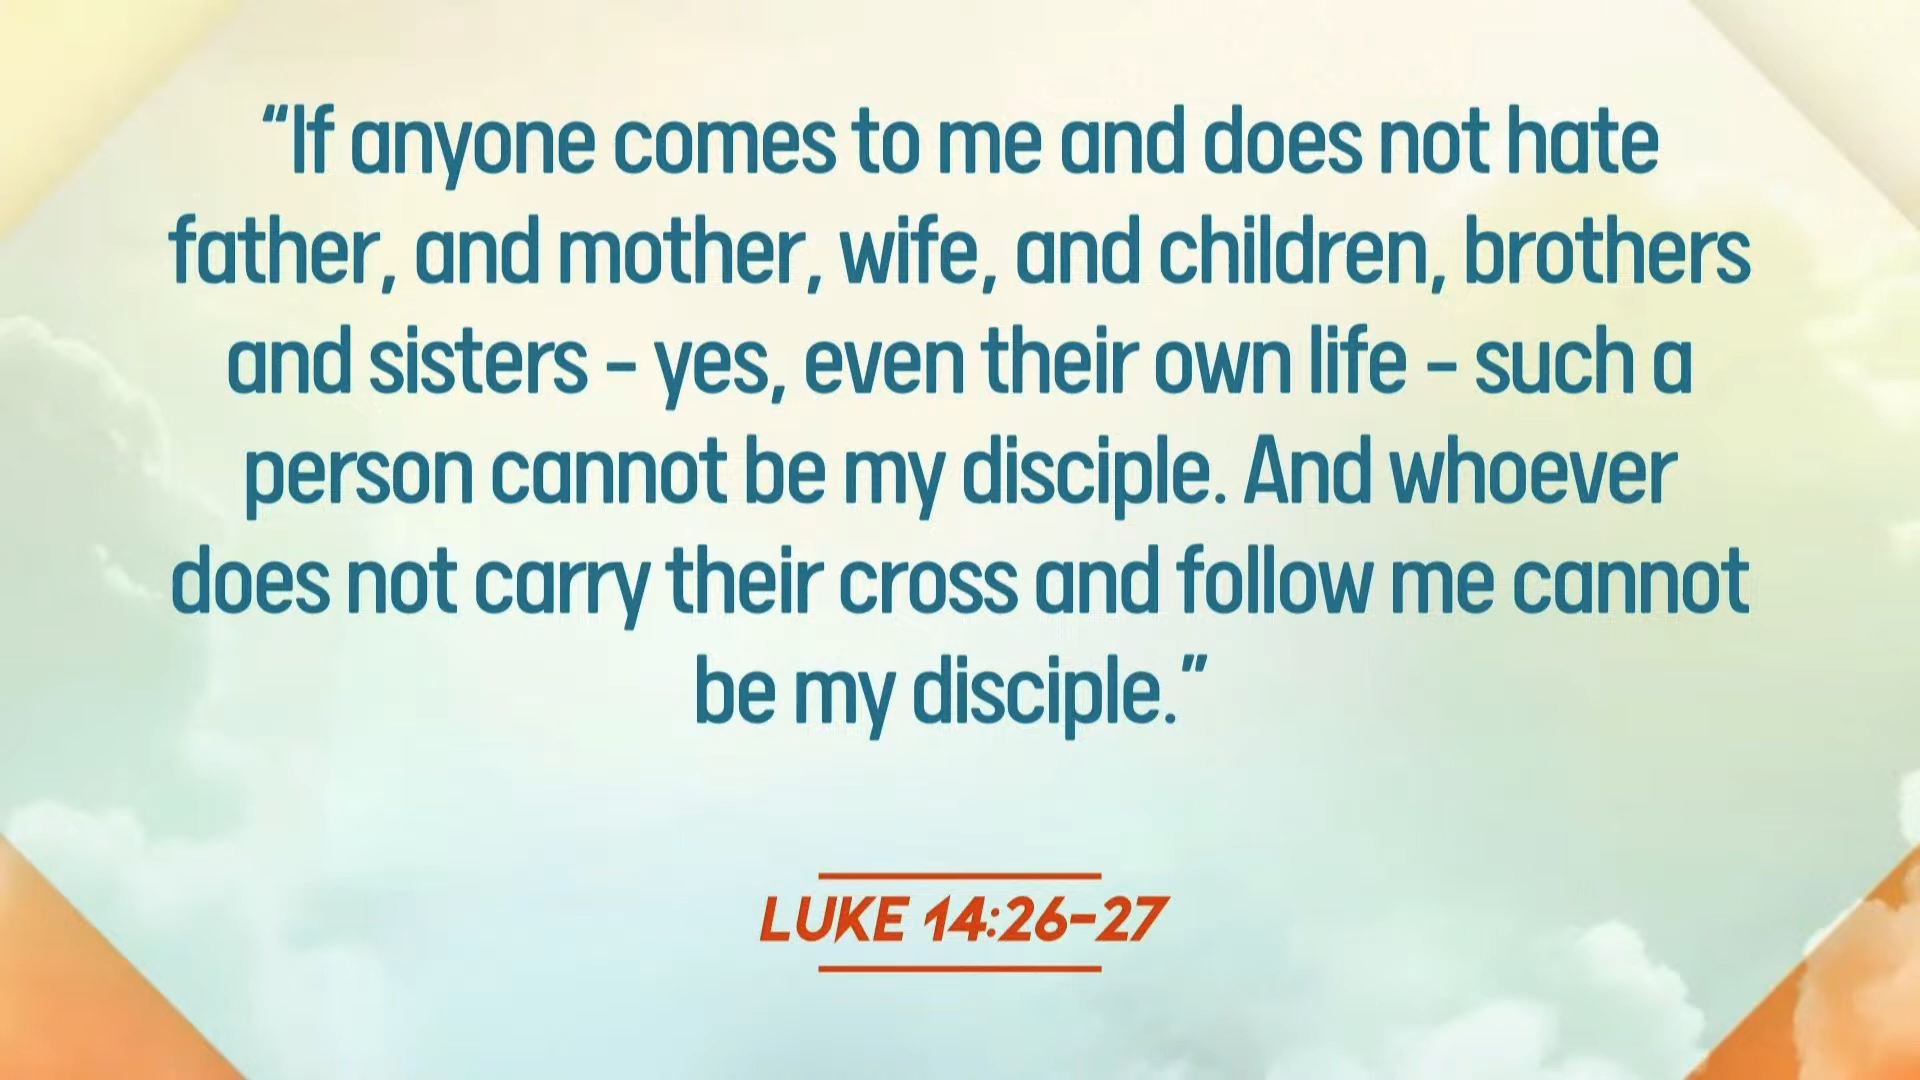 “If anyone comes to me and does not hate
father, and mother, wife, and children, brothers
and sisters – yes, even their own life – such a
person cannot be my disciple. And whoever
does not carry their cross and follow me cannot
be my disciple.”
LUKE 14:26-27